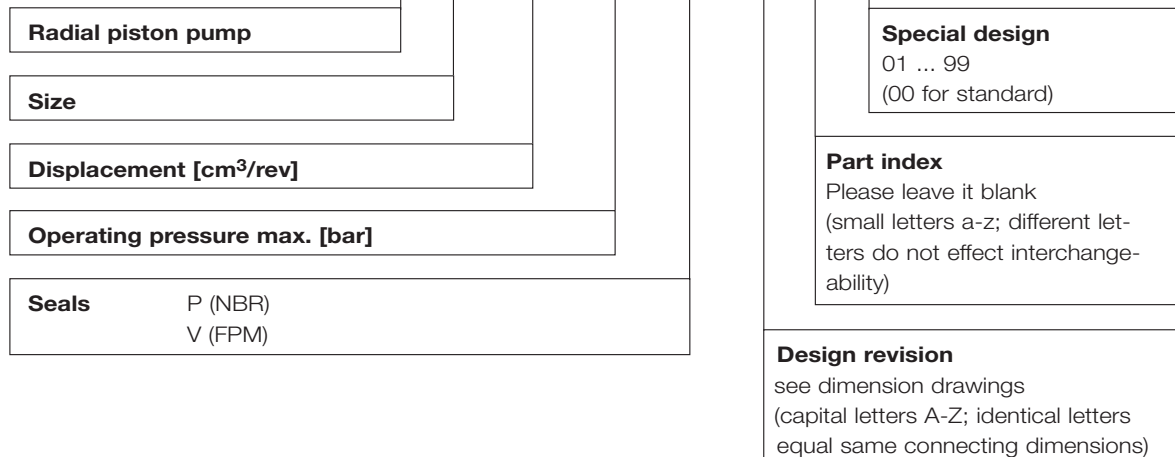 Radial piston pump
Size
Displacement [cm³/rev]
Operating pressure max. [bar]
Seals P (NBR)
V (FPM)
Special design
01 ... 99
(00 for standard)
Part index
Please leave it blank
(small letters a-z; different let-
ters do not effect interchange-
ability)
Design revision
see dimension drawings
(capital letters A-Z; identical letters
equal same connecting dimensions)